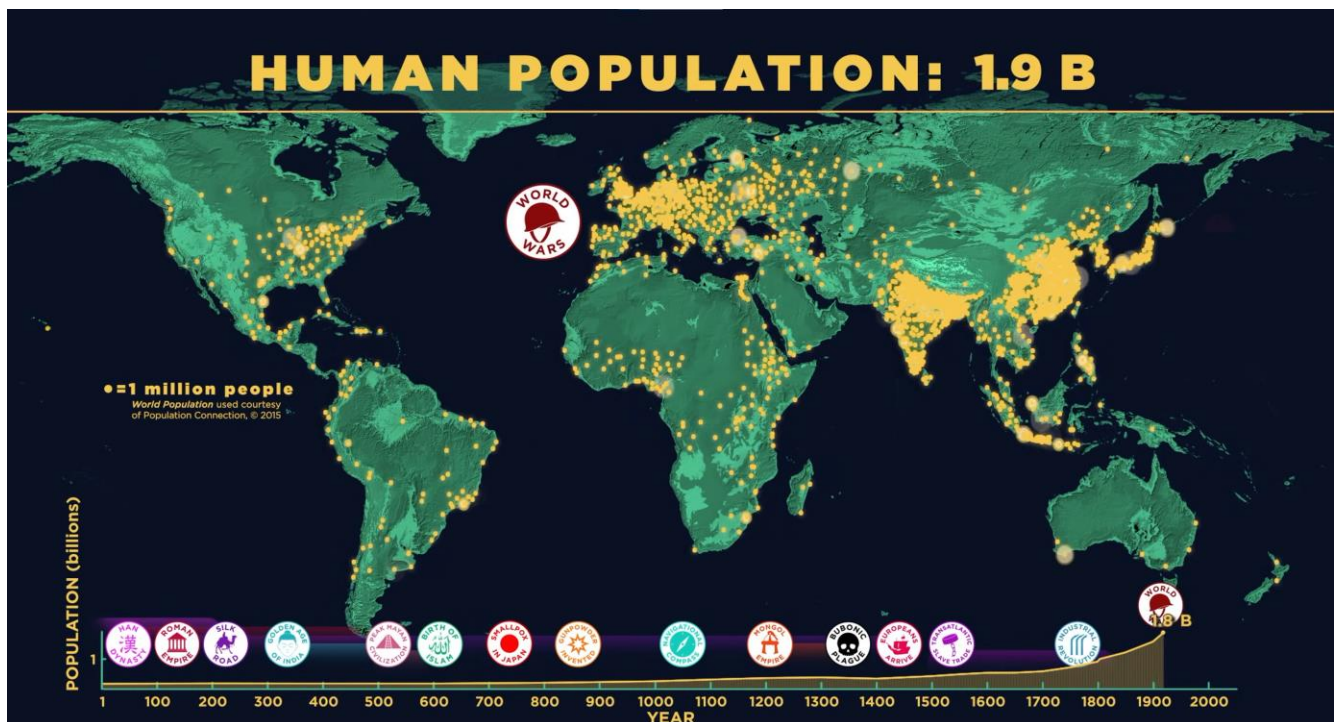 HUMAN POPULATION: 1.9 B
WORLD
WARS
=1 million people
World Population used courtesy
of Population Connection, © 2015
POPULATION (billions)
1
HAN
漢
DYNASTY
ROMAN
EMPIRE
SILK
ROAD
GOLDEN AGE
OF INDIA
PEAK MAYAN
CIVILIZATION
BIRTH OF
ISLAM
SMALLPOX
IN JAPAN
GUNPOWDER
INVENTED
NAVIGATIONAL
COMPASS
MONGOL
EMPIRE
BUBONIC
PLAGUE
EUROPEANS
ARRIVE
TRANSATLANTIC
SLAVE TRADE
INDUSTRIAL
REVOLUTION
WORLD
1.8 B
1 100 200 300 400 500 600 700 800 900 1000 1100 1200 1300 1400 1500 1600 1700 1800 1900 2000
YEAR